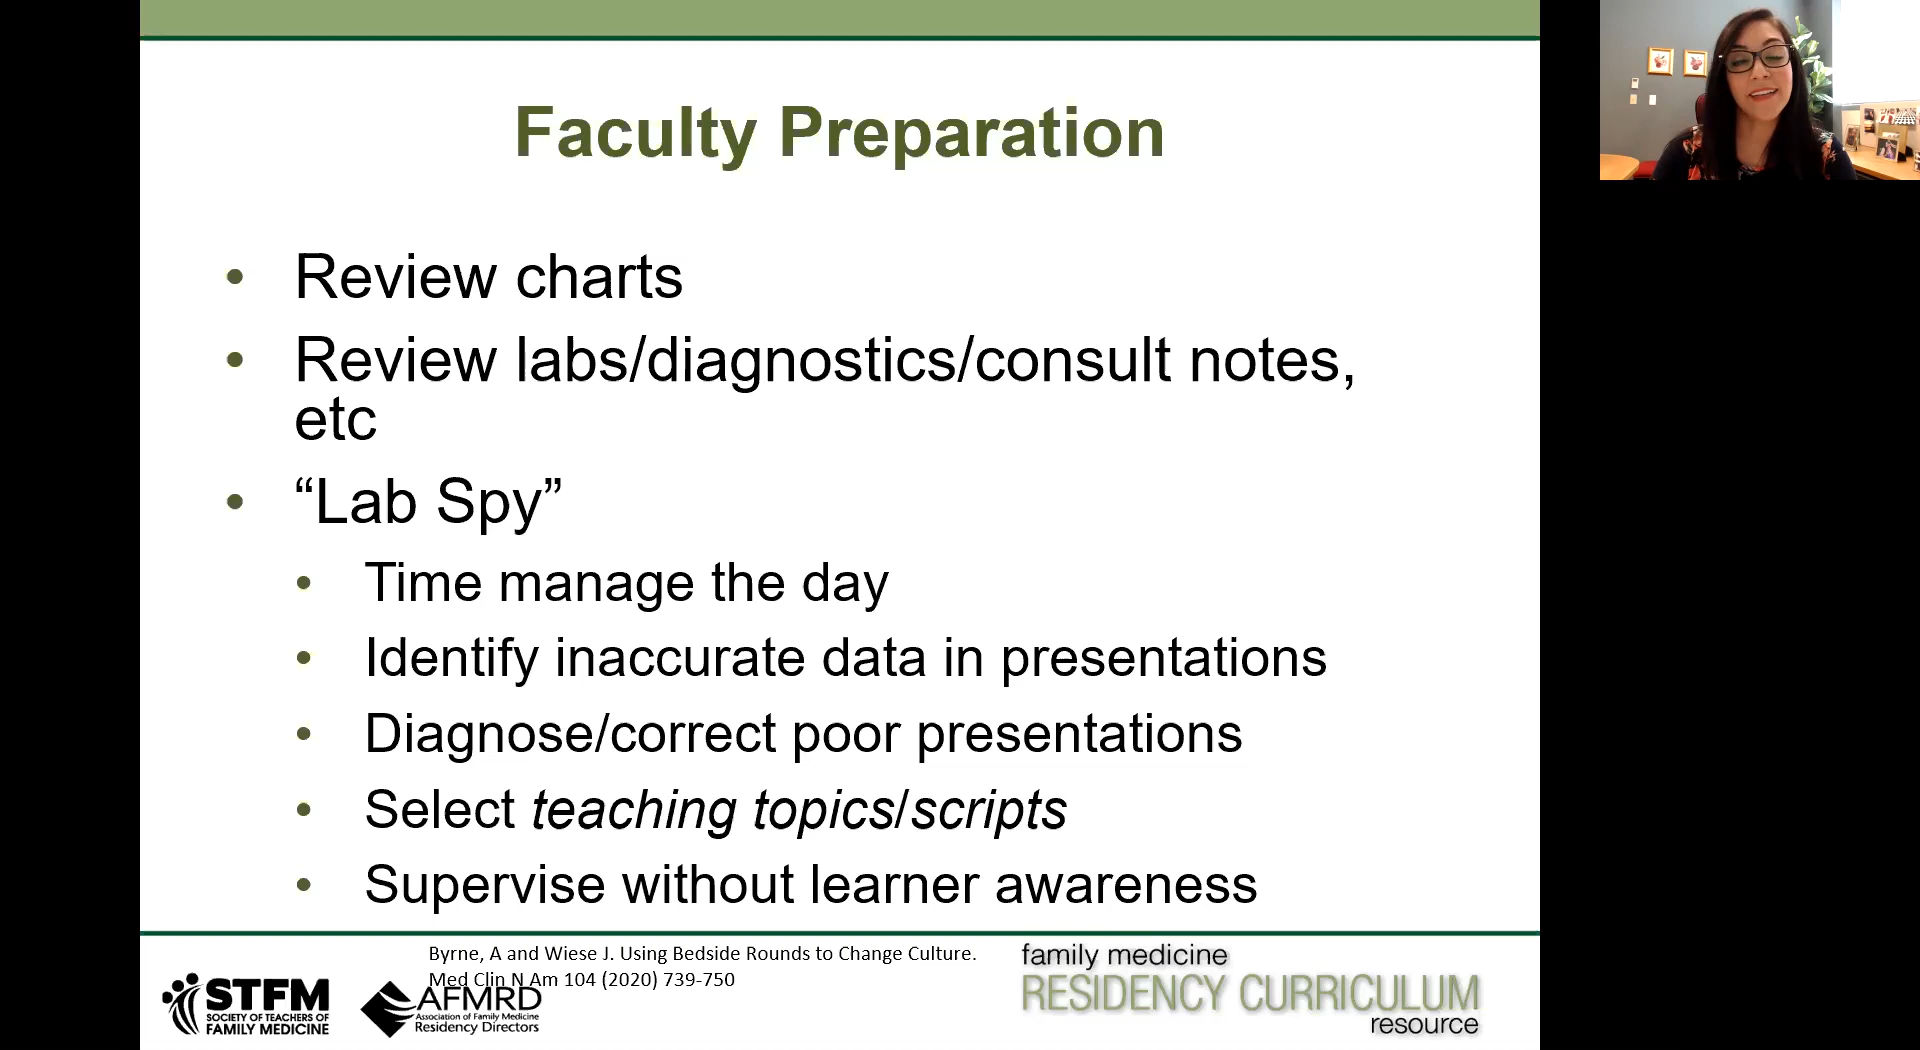 Faculty Preparation
• Review charts
• Review labs/diagnostics/consult notes,
etc
• “Lab Spy”
• Time manage the day
• Identify inaccurate data in presentations
• Diagnose/correct poor presentations
• Select teaching topics/scripts
• Supervise without learner awareness
Byrne, A and Wiese J. Using Bedside Rounds to Change Culture.
Med Clin N Am 104 (2020) 739-750
STFM
SOCIETY OF TEACHERS OF
FAMILY MEDICINE
AFMRD
Association of Family Medicine
Residency Directors
family medicine
RESIDENCY CURRICULUM
resource